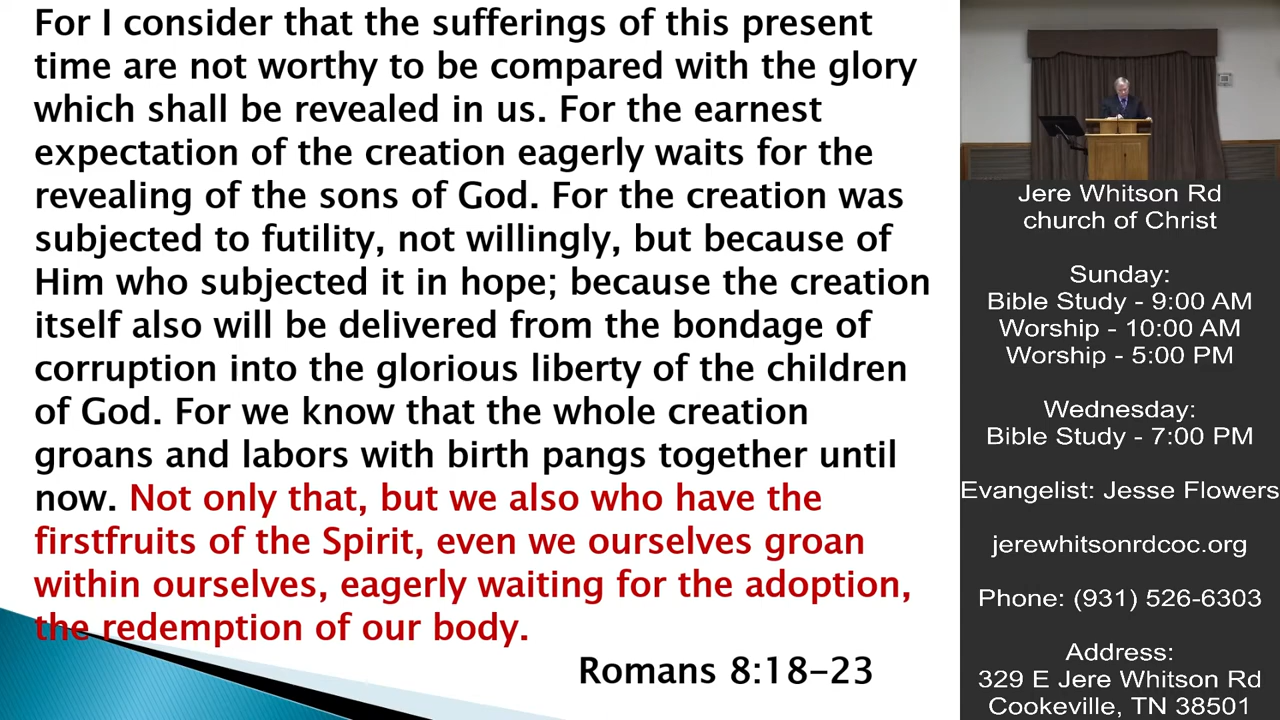 For I consider that the sufferings of this present
time are not worthy to be compared with the glory
which shall be revealed in us. For the earnest
expectation of the creation eagerly waits for the
revealing of the sons of God. For the creation was
subjected to futility, not willingly, but because of
Him who subjected it in hope; because the creation
itself also will be delivered from the bondage of
corruption into the glorious liberty of the children
of God. For we know that the whole creation
groans and labors with birth pangs together until
now. Not only that, but we also who have the
firstfruits of the Spirit, even we ourselves groan
within ourselves, eagerly waiting for the adoption,
the redemption of our body.
Romans 8:18–23
Jere Whitson Rd
church of Christ
Sunday:
Bible Study - 9:00 AM
Worship - 10:00 AM
Worship - 5:00 PM
Wednesday:
Bible Study - 7:00 PM
Evangelist: Jesse Flowers
jerewhitsonrdcoc.org
Phone: (931) 526-6303
Address:
329 E Jere Whitson Rd
Cookeville, TN 38501